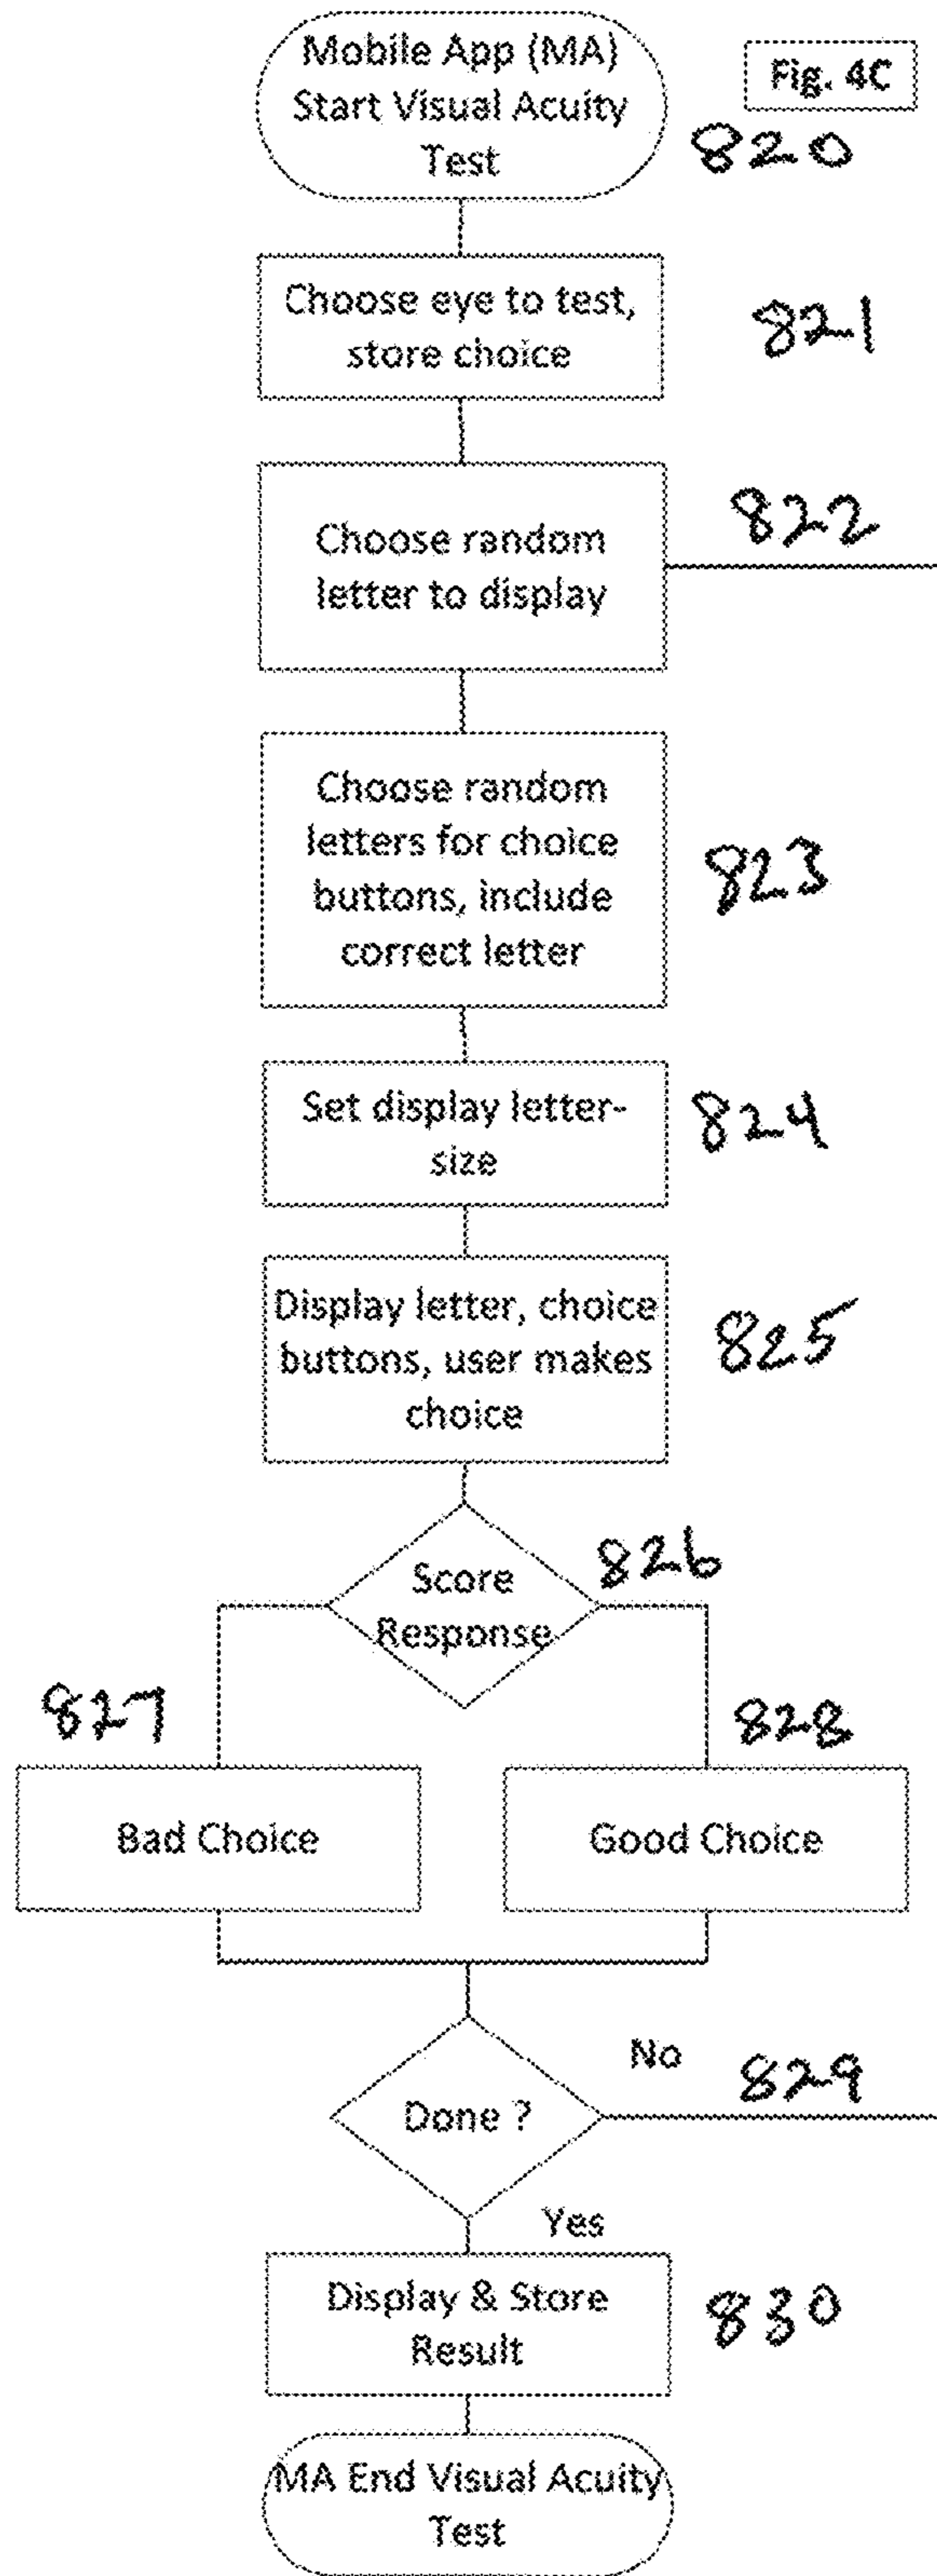 Mobile App (MA)
Start Visual Acuity
Test
Fig. 4C
820
Choose eye to test,
store choice
821
Choose random
letter to display
822
Choose random
letters for choice
buttons, include
correct letter
823
Set display letter-
size
824
Display letter, choice
buttons, user makes
choice
825
Score
Response
826
827
828
Bad Choice
Good Choice
Done ?
No
829
Yes
Display & Store
Result
830
MA End Visual Acuity
Test